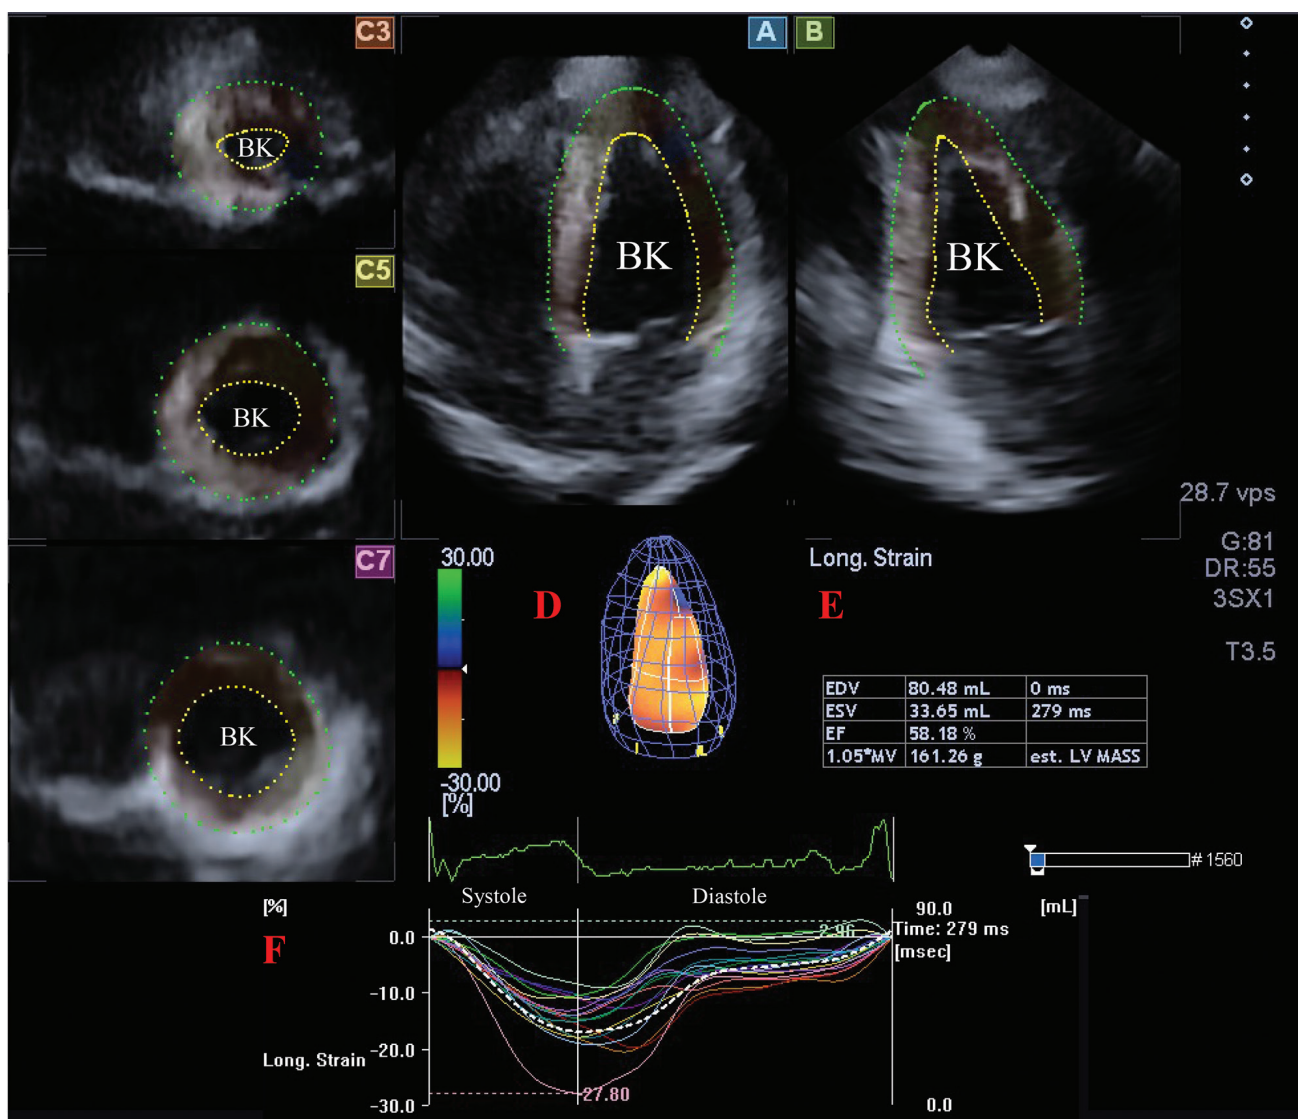 C3
A
B
BK
BK
BK
C5
BK
28.7 vps
G:81
DR:55
3SX1
T3.5
C7
BK
30.00
-30.00
[%]
D
Long. Strain
E
EDV 80.48 mL 0 ms
ESV 33.65 mL 279 ms
EF 58.18 %
1.05*MV 161.26 g est. LV MASS
# 1560
Systole Diastole
[%]
90.0 [mL]
F
0.0
2.96
Time: 279 ms
[msec]
-10.0
-20.0
Long. Strain
-30.0
-27.80
0.0